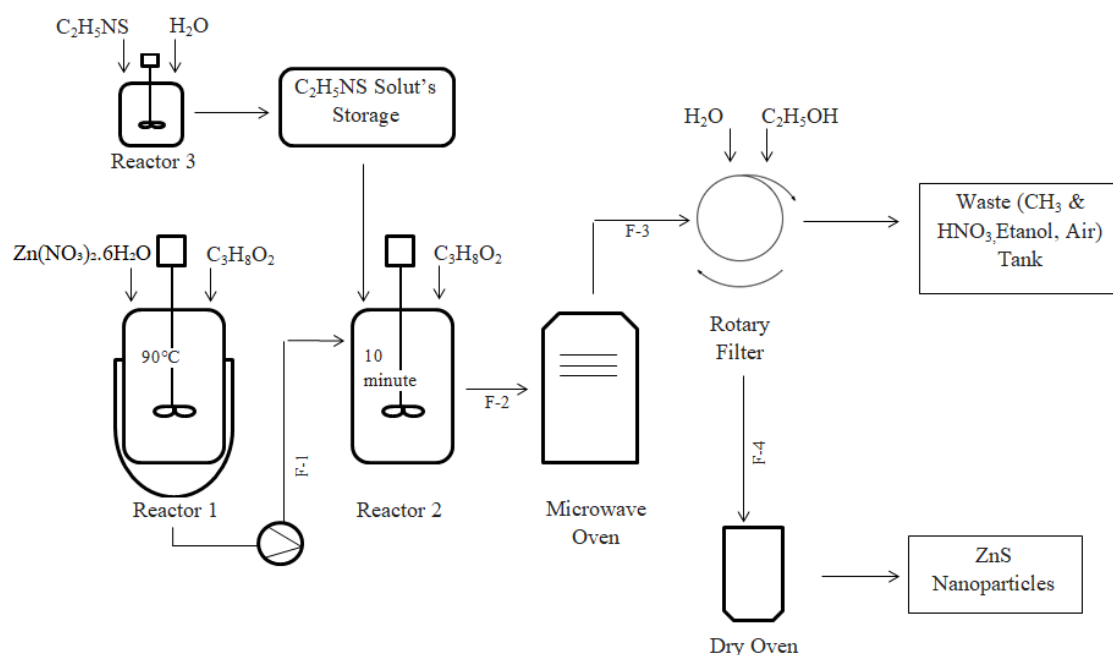 C₂H₅NS
H₂O
Reactor 3
C₂H₅NS Solut's
Storage
H₂O
C₂H₅OH
Waste (CH₃ &
HNO₃,Etanol, Air)
Tank
F-3
Rotary
Filter
Zn(NO₃)₂.6H₂O
C₃H₈O₂
90℃
Reactor 1
F-1
C₃H₈O₂
10
minute
Reactor 2
F-2
Microwave
Oven
F-4
Dry Oven
ZnS
Nanoparticles